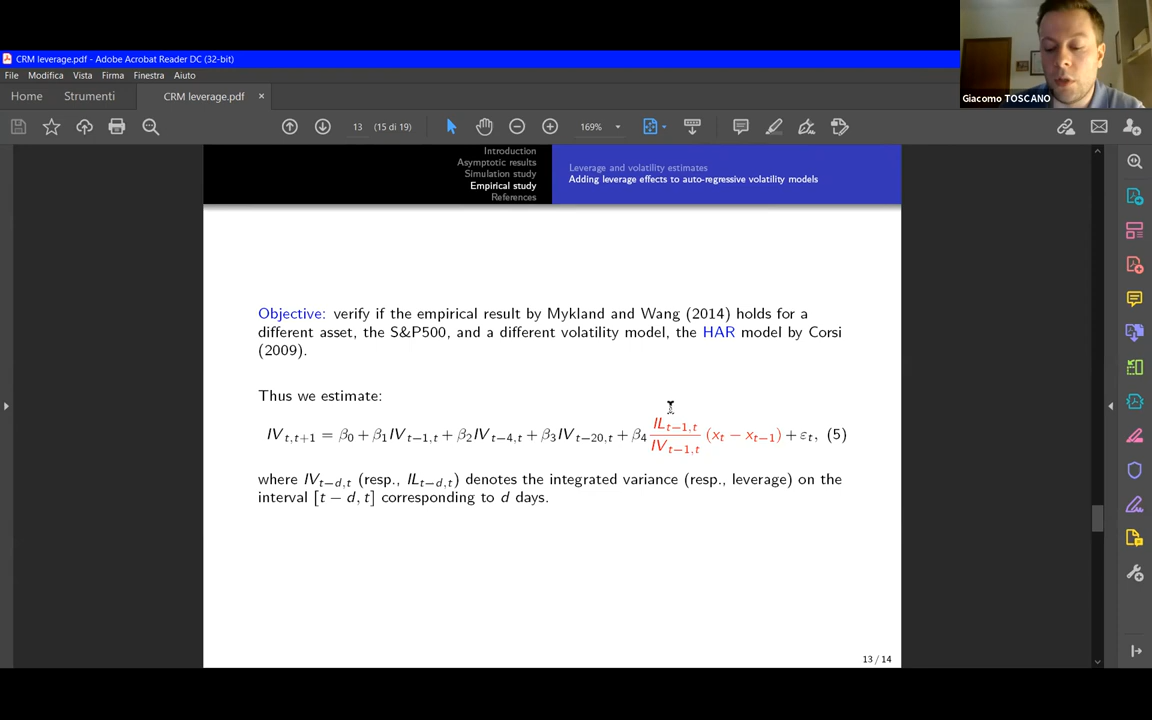 CRM leverage.pdf - Adobe Acrobat Reader DC (32-bit)
File Modifica Vista Firma Finestra Aiuto
Home Strumenti CRM leverage.pdf ×
13 (15 di 19) 169%
Giacomo TOSCANO
Introduction
Asymptotic results
Simulation study
Empirical study
References
Leverage and volatility estimates
Adding leverage effects to auto-regressive volatility models
Objective: verify if the empirical result by Mykland and Wang (2014) holds for a
different asset, the S&P500, and a different volatility model, the HAR model by Corsi
(2009).
Thus we estimate:
IV_{t,t+1} = β_0 + β_1 IV_{t−1,t} + β_2 IV_{t−4,t} + β_3 IV_{t−20,t} + β_4 \frac{IL_{t−1,t}}{IV_{t−1,t}} (x_t − x_{t−1}) + ε_t, (5)
where IV_{t−d,t} (resp., IL_{t−d,t}) denotes the integrated variance (resp., leverage) on the
interval [t − d, t] corresponding to d days.
13 / 14